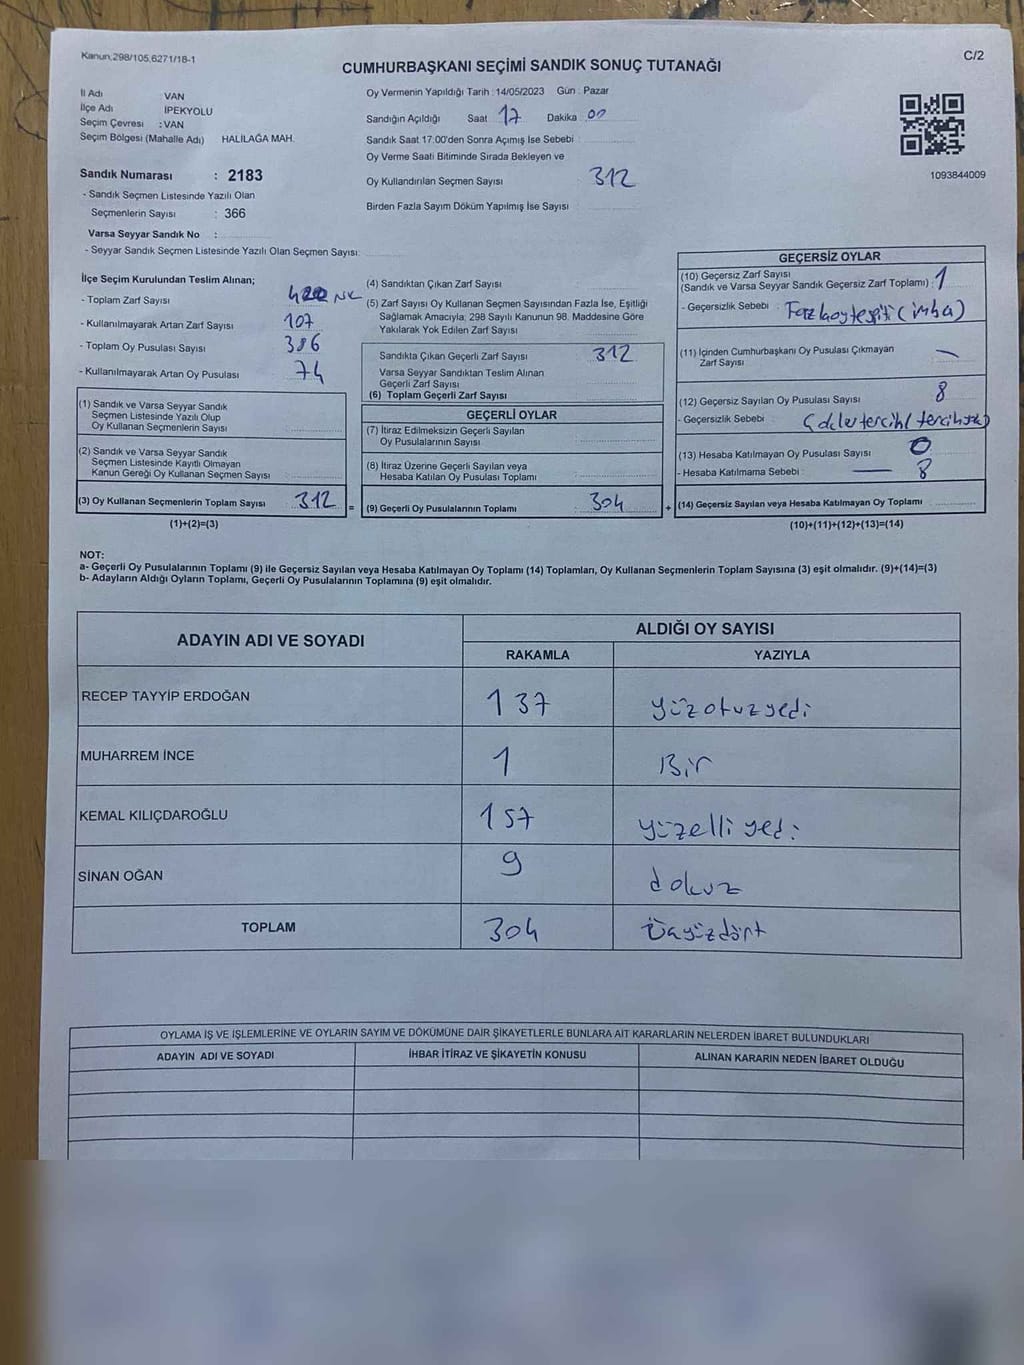 Kanun.298/105,6271/18-1
C/2
CUMHURBAŞKANI SEÇİMİ SANDIK SONUÇ TUTANAĞI
İl Adı VAN
İlçe Adı İPEKYOLU
Seçim Çevresi : VAN
Seçim Bölgesi (Mahalle Adı) HALİLAĞA MAH.
Sandık Numarası : 2183
- Sandık Seçmen Listesinde Yazılı Olan
Seçmenlerin Sayısı : 366
Varsa Seyyar Sandık No :
- Seyyar Sandık Seçmen Listesinde Yazılı Olan Seçmen Sayısı:
Oy Vermenin Yapıldığı Tarih : 14/05/2023 Gün : Pazar
Sandığın Açıldığı Saat 17 Dakika 00
Sandık Saat 17:00'den Sonra Açımış İse Sebebi :
Oy Verme Saati Bitiminde Sırada Bekleyen ve
Oy Kullandırılan Seçmen Sayısı : 312
Birden Fazla Sayım Döküm Yapılmış İse Sayısı
1093844009
İlçe Seçim Kurulundan Teslim Alınan;
- Toplam Zarf Sayısı 420
- Kullanılmayarak Artan Zarf Sayısı 107
- Toplam Oy Pusulası Sayısı 386
- Kullanılmayarak Artan Oy Pusulası 74
(1) Sandık ve Varsa Seyyar Sandık
Seçmen Listesinde Yazılı Olup
Oy Kullanan Seçmenlerin Sayısı
(2) Sandık ve Varsa Seyyar Sandık
Seçmen Listesinde Kayıtlı Olmayan
Kanun Gereği Oy Kullanan Seçmen Sayısı
(3) Oy Kullanan Seçmenlerin Toplam Sayısı 312 =
(1)+(2)=(3)
(4) Sandıktan Çıkan Zarf Sayısı
(5) Zarf Sayısı Oy Kullanan Seçmen Sayısından Fazla İse, Eşitliği
Sağlamak Amacıyla; 298 Sayılı Kanunun 98. Maddesine Göre
Yakılarak Yok Edilen Zarf Sayısı
Sandıkta Çıkan Geçerli Zarf Sayısı 312
Varsa Seyyar Sandıktan Teslim Alınan
Geçerli Zarf Sayısı
(6) Toplam Geçerli Zarf Sayısı
GEÇERLİ OYLAR
(7) İtiraz Edilmeksizin Geçerli Sayılan
Oy Pusulalarının Sayısı
(8) İtiraz Üzerine Geçerli Sayılan veya
Hesaba Katılan Oy Pusulası Toplamı
(9) Geçerli Oy Pusulalarının Toplamı : 304 +
GEÇERSİZ OYLAR
(10) Geçersiz Zarf Sayısı
(Sandık ve Varsa Seyyar Sandık Geçersiz Zarf Toplamı) : 1
- Geçersizlik Sebebi : (imha)
(11) İçinden Cumhurbaşkanı Oy Pusulası Çıkmayan
Zarf Sayısı —
(12) Geçersiz Sayılan Oy Pusulası Sayısı 8
- Geçersizlik Sebebi :
(13) Hesaba Katılmayan Oy Pusulası Sayısı 0
- Hesaba Katılmama Sebebi : — 8
(14) Geçersiz Sayılan veya Hesaba Katılmayan Oy Toplamı
(10)+(11)+(12)+(13)=(14)
NOT:
a- Geçerli Oy Pusulalarının Toplamı (9) ile Geçersiz Sayılan veya Hesaba Katılmayan Oy Toplamı (14) Toplamları, Oy Kullanan Seçmenlerin Toplam Sayısına (3) eşit olmalıdır. (9)+(14)=(3)
b- Adayların Aldığı Oyların Toplamı, Geçerli Oy Pusulalarının Toplamına (9) eşit olmalıdır.
ADAYIN ADI VE SOYADI ALDIĞI OY SAYISI
RAKAMLA YAZIYLA
RECEP TAYYİP ERDOĞAN 137 yüzotuzyedi
MUHARREM İNCE 1 Bir
KEMAL KILIÇDAROĞLU 157 yüzelli yedi
SİNAN OĞAN 9 dokuz
TOPLAM 304 Üçyüzdört
OYLAMA İŞ VE İŞLEMLERİNE VE OYLARIN SAYIM VE DÖKÜMÜNE DAİR ŞİKAYETLERLE BUNLARA AİT KARARLARIN NELERDEN İBARET BULUNDUKLARI
ADAYIN ADI VE SOYADI İHBAR İTİRAZ VE ŞİKAYETİN KONUSU ALINAN KARARIN NEDEN İBARET OLDUĞU